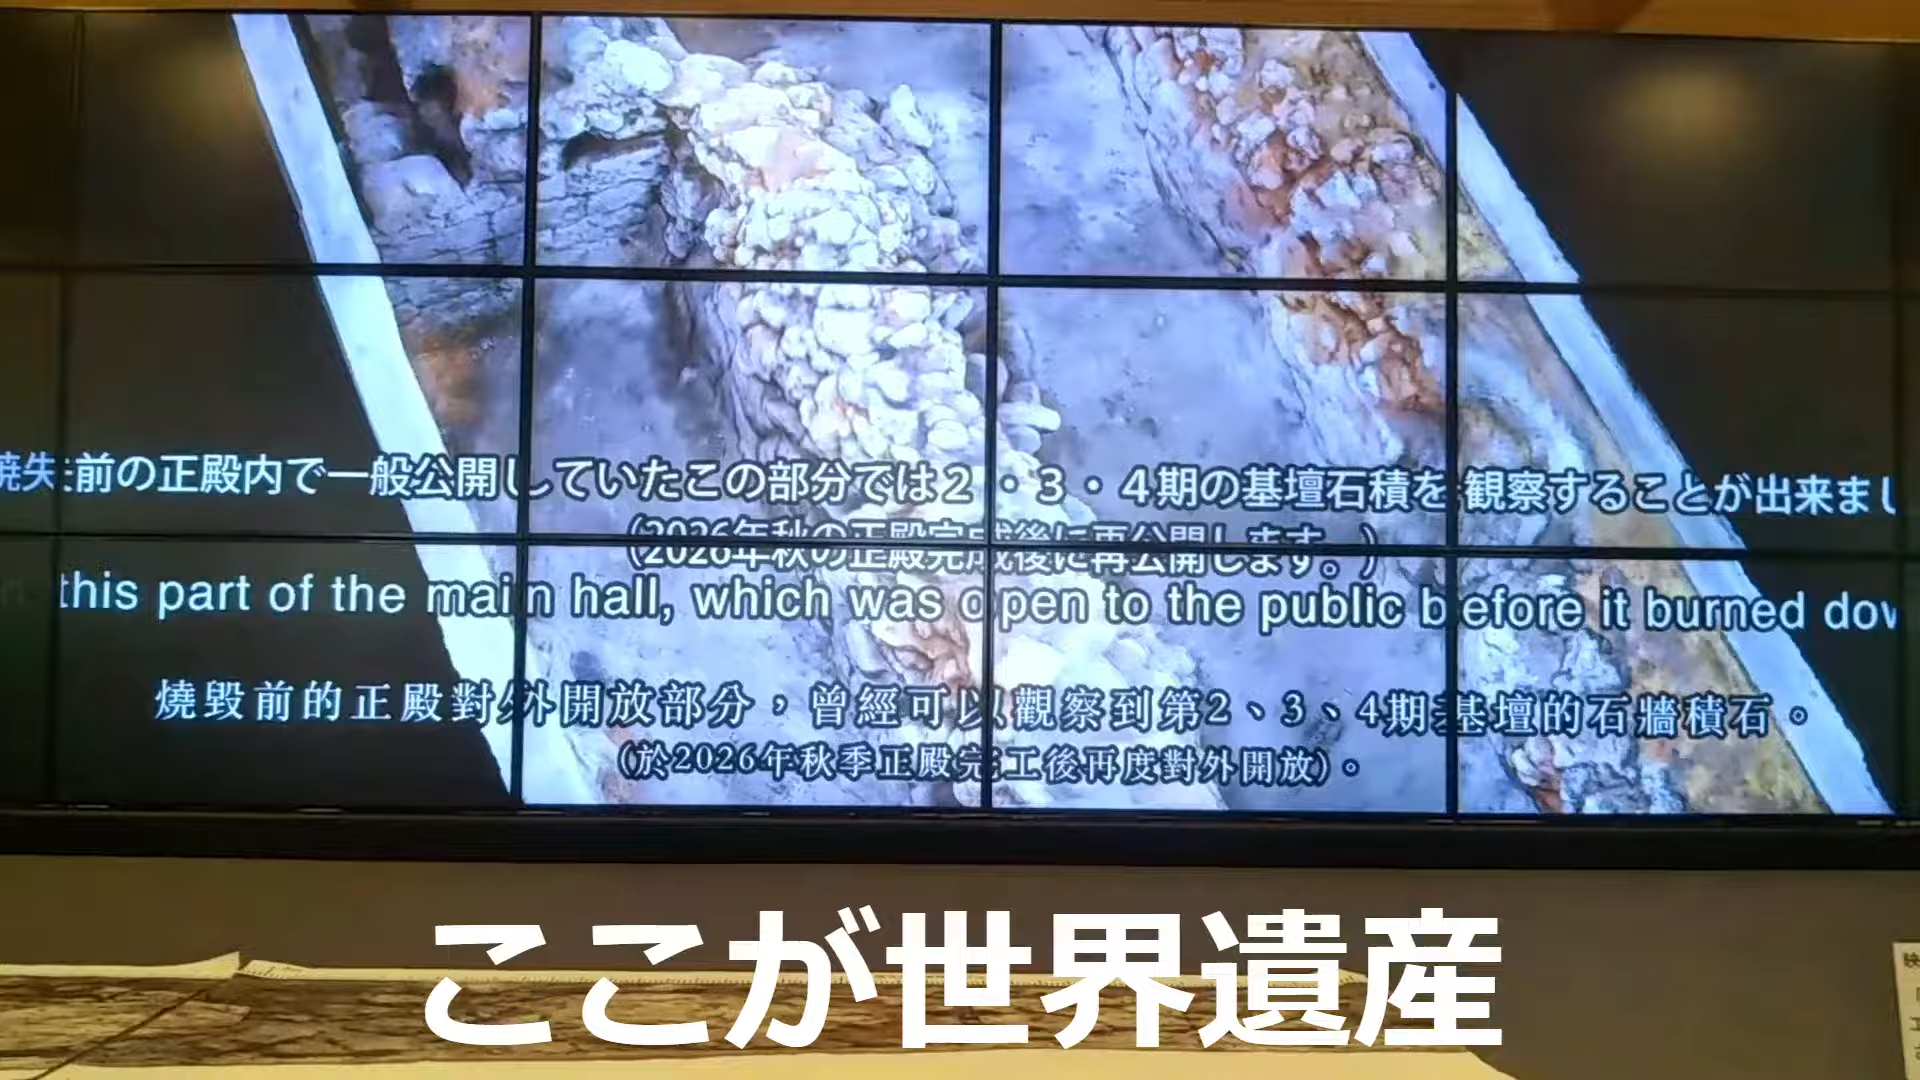 焼失前の正殿内で一般公開していたこの部分では２・３・４期の基壇石積を観察することが出来まし
(2026年秋の正殿完成後に再公開します。)
this part of the main hall, which was open to the public before it burned dow
燒毀前的正殿對外開放部分，曾經可以觀察到第2、3、4期基壇的石牆積石。
(於2026年秋季正殿完工後再度對外開放)。
ここが世界遺産